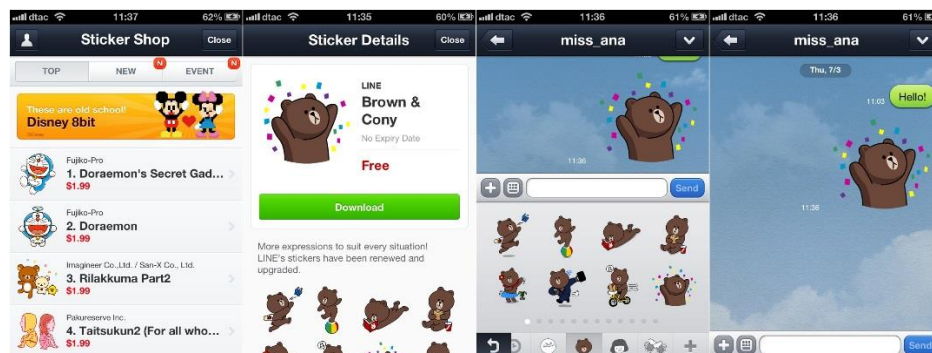 dtac 11:37 62%
Sticker Shop Close
TOP NEW N EVENT N
These are old school!
Disney 8bit
Fujiko-Pro
1. Doraemon's Secret Gad...
$1.99
Fujiko-Pro
2. Doraemon
$1.99
Imagineer Co.,Ltd. / San-X Co., Ltd.
3. Rilakkuma Part2
$1.99
Pakureserve Inc.
4. Taitsukun2 (For all who...
$1.99
dtac 11:35 60%
Sticker Details Close
LINE
Brown &
Cony
No Expiry Date
Free
Download
More expressions to suit every situation!
LINE's stickers have been renewed and
upgraded.
dtac 11:36 61%
miss_ana
11:36
Send
dtac 11:36 61%
miss_ana
Thu, 7/3
11:03 Hello!
11:36
Send